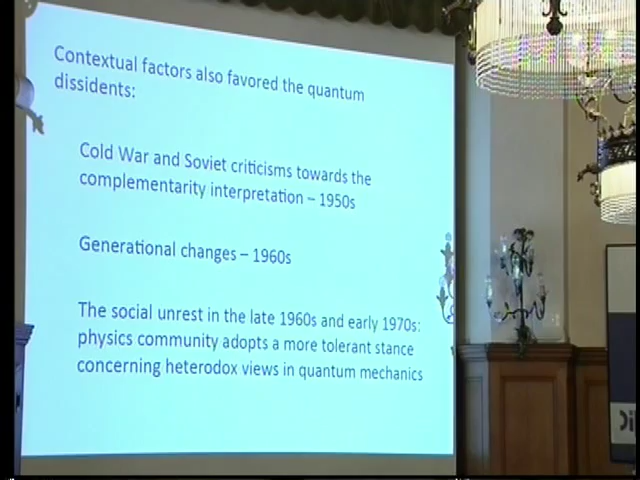 Contextual factors also favored the quantum
dissidents:
Cold War and Soviet criticisms towards the
complementarity interpretation – 1950s
Generational changes – 1960s
The social unrest in the late 1960s and early 1970s:
physics community adopts a more tolerant stance
concerning heterodox views in quantum mechanics